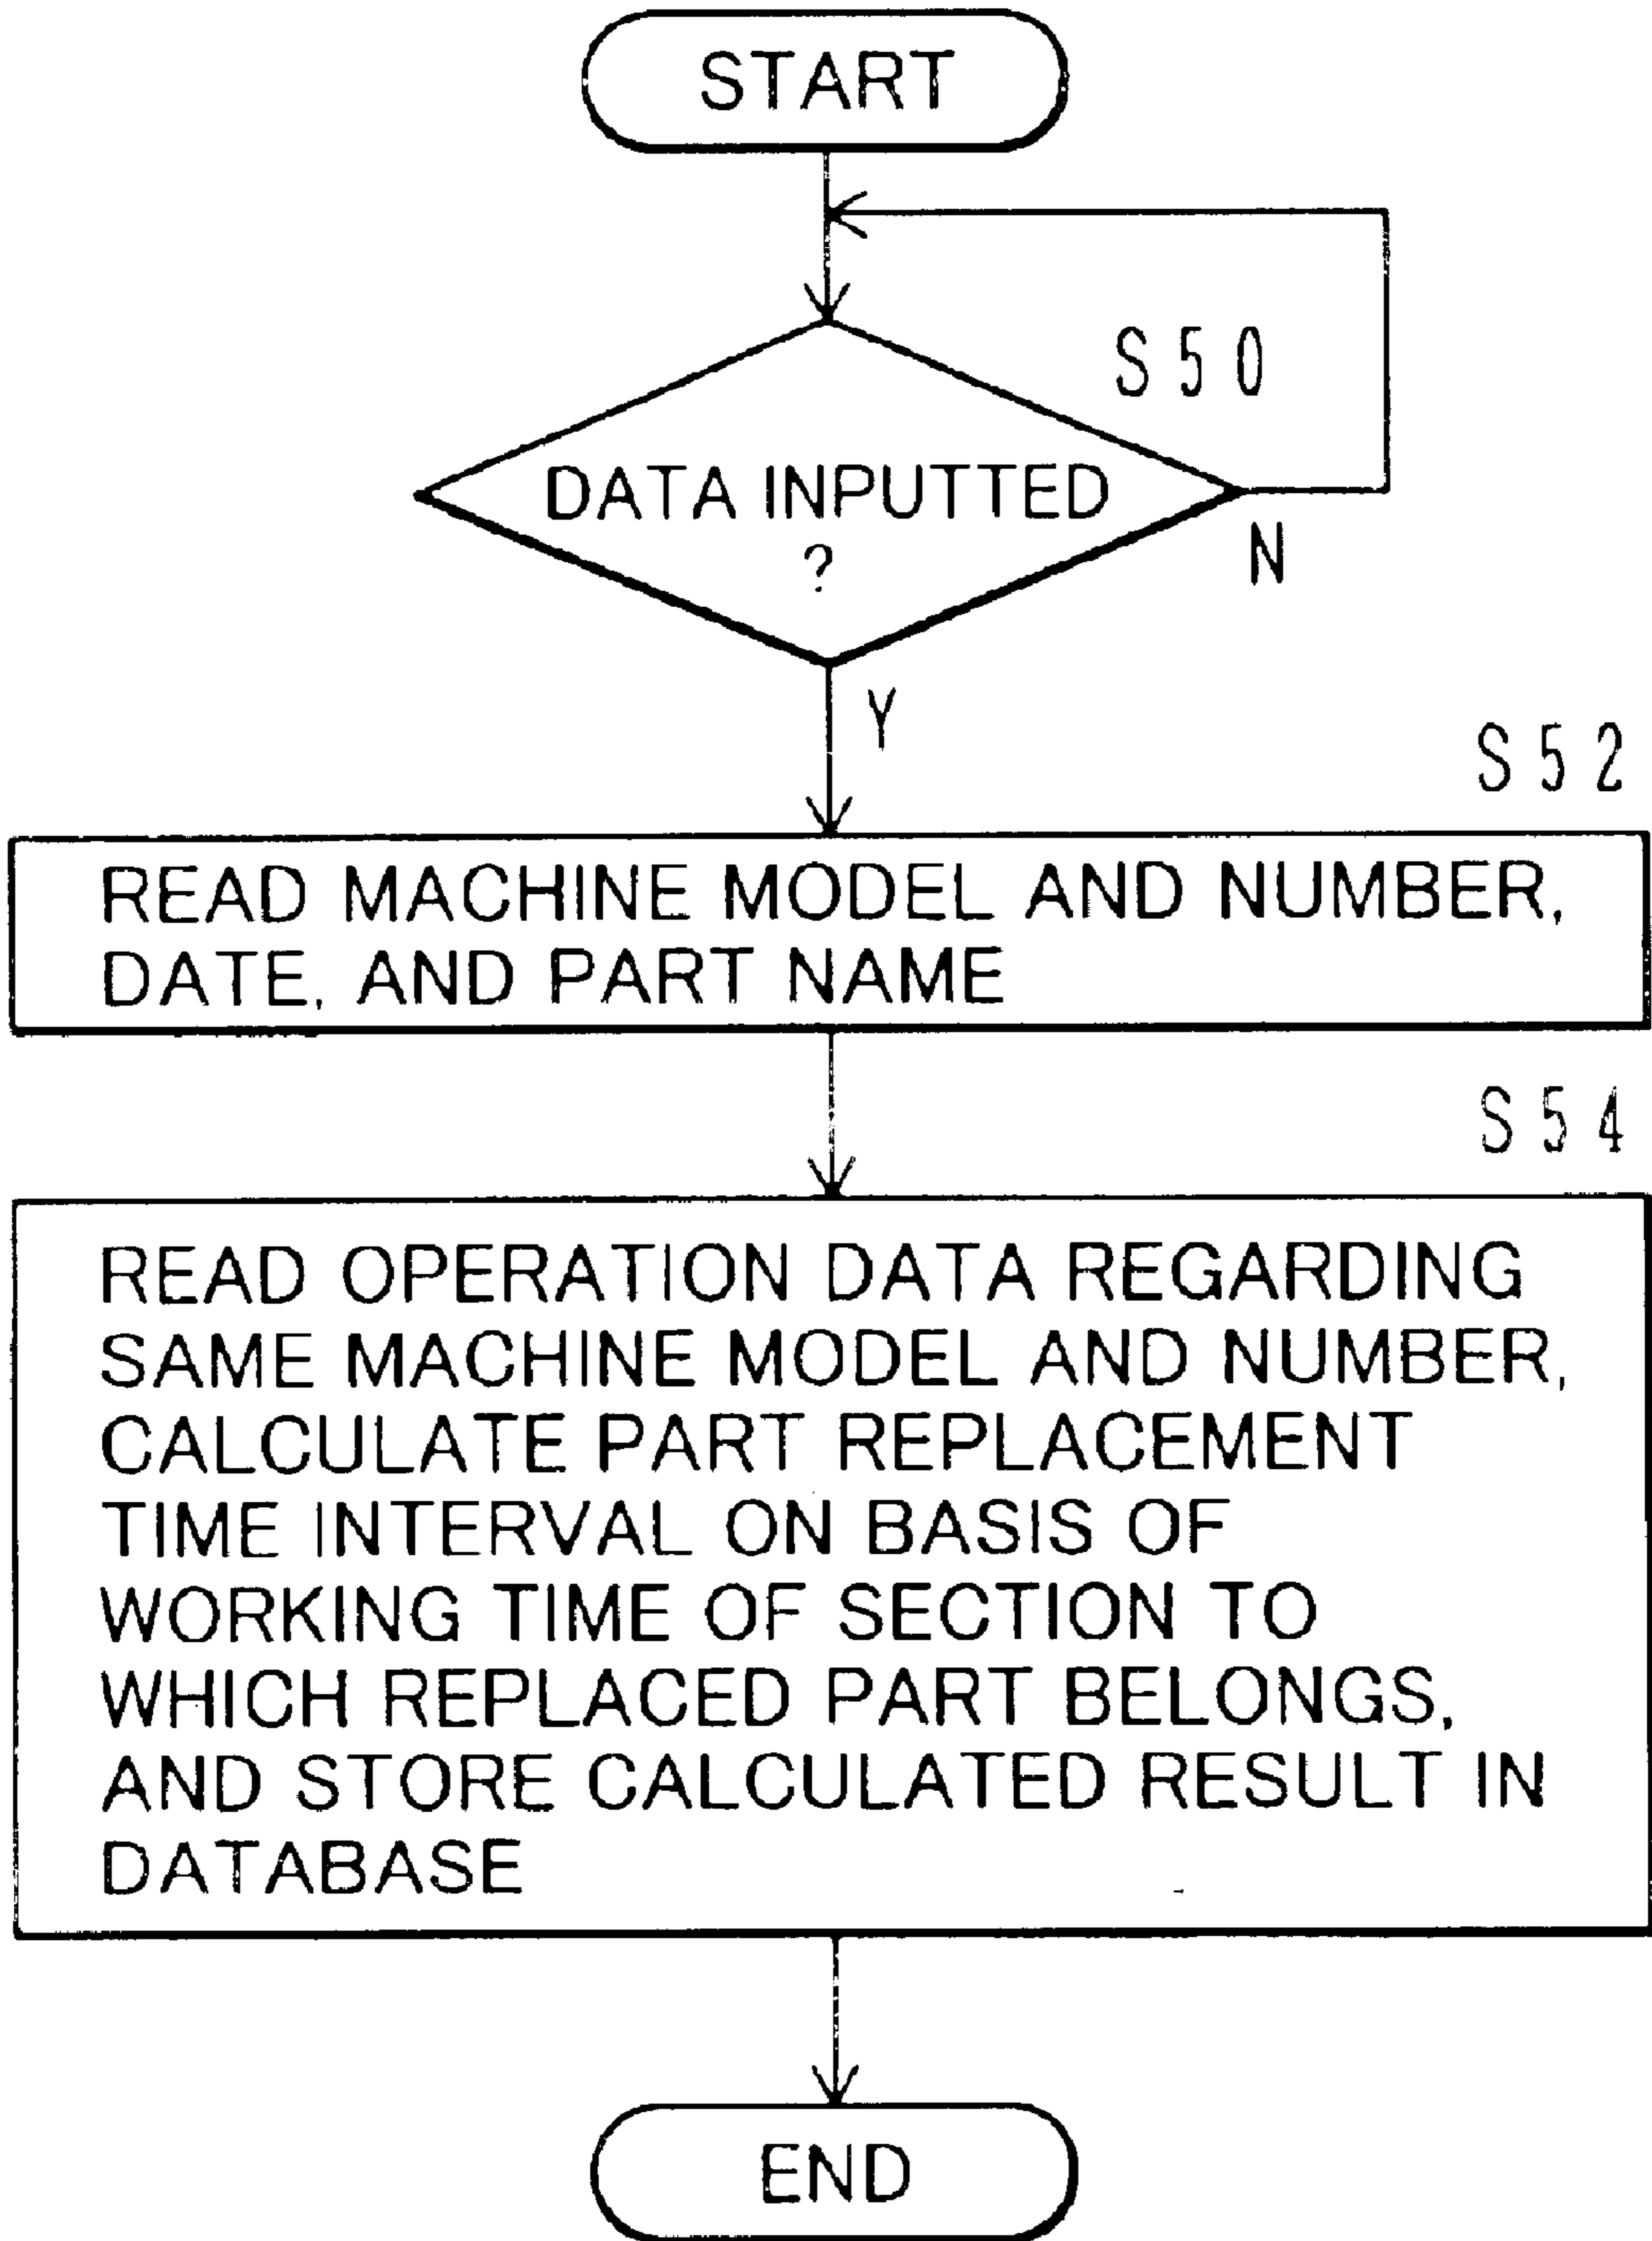 START
S50
DATA INPUTTED
?
N
Y
S52
READ MACHINE MODEL AND NUMBER,
DATE, AND PART NAME
S54
READ OPERATION DATA REGARDING
SAME MACHINE MODEL AND NUMBER,
CALCULATE PART REPLACEMENT
TIME INTERVAL ON BASIS OF
WORKING TIME OF SECTION TO
WHICH REPLACED PART BELONGS,
AND STORE CALCULATED RESULT IN
DATABASE
END